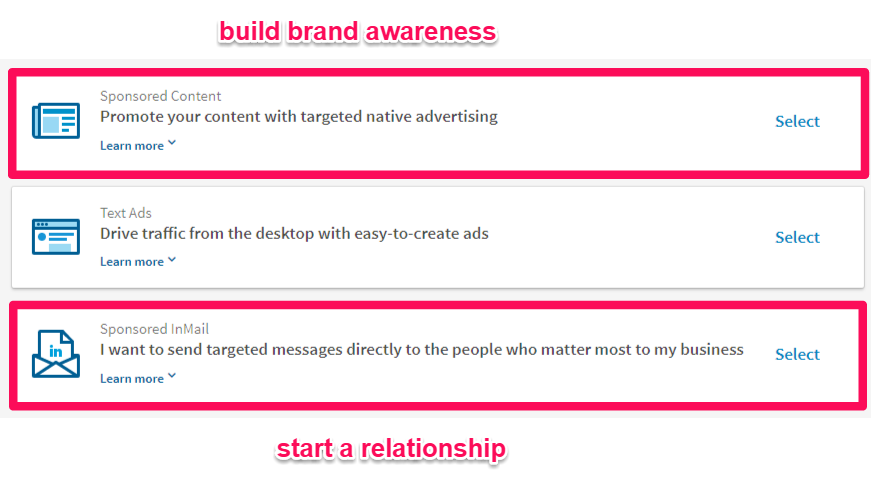 build brand awareness
Sponsored Content
Promote your content with targeted native advertising
Select
Learn more
Text Ads
Drive traffic from the desktop with easy-to-create ads
Select
Learn more
in
Sponsored InMail
I want to send targeted messages directly to the people who matter most to my business
Select
Learn more
start a relationship